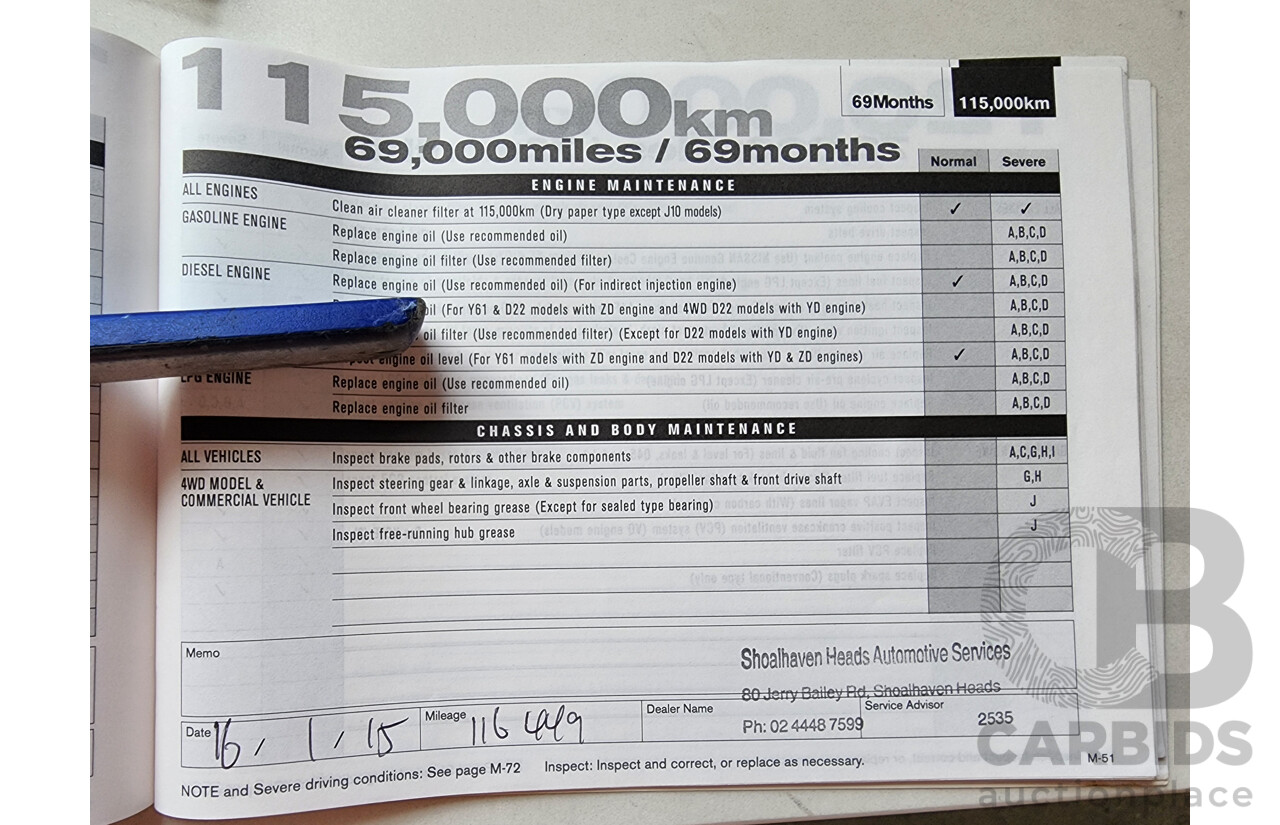 115,000km
69,000miles / 69months
69Months
115,000km
Normal Severe
ENGINE MAINTENANCE
ALL ENGINES Clean air cleaner filter at 115,000km (Dry paper type except J10 models) ✓ ✓
GASOLINE ENGINE Replace engine oil (Use recommended oil) A,B,C,D
Replace engine oil filter (Use recommended filter) A,B,C,D
DIESEL ENGINE Replace engine oil (Use recommended oil) (For indirect injection engine) ✓ A,B,C,D
oil (For Y61 & D22 models with ZD engine and 4WD D22 models with YD engine) A,B,C,D
oil filter (Use recommended filter) (Except for D22 models with YD engine) A,B,C,D
engine oil level (For Y61 models with ZD engine and D22 models with YD & ZD engines) ✓ A,B,C,D
LPG ENGINE Replace engine oil (Use recommended oil) A,B,C,D
Replace engine oil filter A,B,C,D
CHASSIS AND BODY MAINTENANCE
ALL VEHICLES Inspect brake pads, rotors & other brake components A,C,G,H,I
4WD MODEL & COMMERCIAL VEHICLE Inspect steering gear & linkage, axle & suspension parts, propeller shaft & front drive shaft G,H
Inspect front wheel bearing grease (Except for sealed type bearing) J
Inspect free-running hub grease J
Memo
Shoalhaven Heads Automotive Services
80 Jerry Bailey Rd, Shoalhaven Heads
Date 16 / 1 / 15 Mileage 116 449 Dealer Name Ph: 02 4448 7599 Service Advisor 2535
NOTE and Severe driving conditions: See page M-72 Inspect: Inspect and correct, or replace as necessary.
M-51
CB
CARBIDS
auctionplace